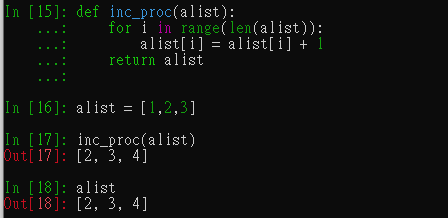 In [15]: def inc_proc(alist):
    ...:     for i in range(len(alist)):
    ...:         alist[i] = alist[i] + 1
    ...:     return alist
    ...:
In [16]: alist = [1,2,3]
In [17]: inc_proc(alist)
Out[17]: [2, 3, 4]
In [18]: alist
Out[18]: [2, 3, 4]